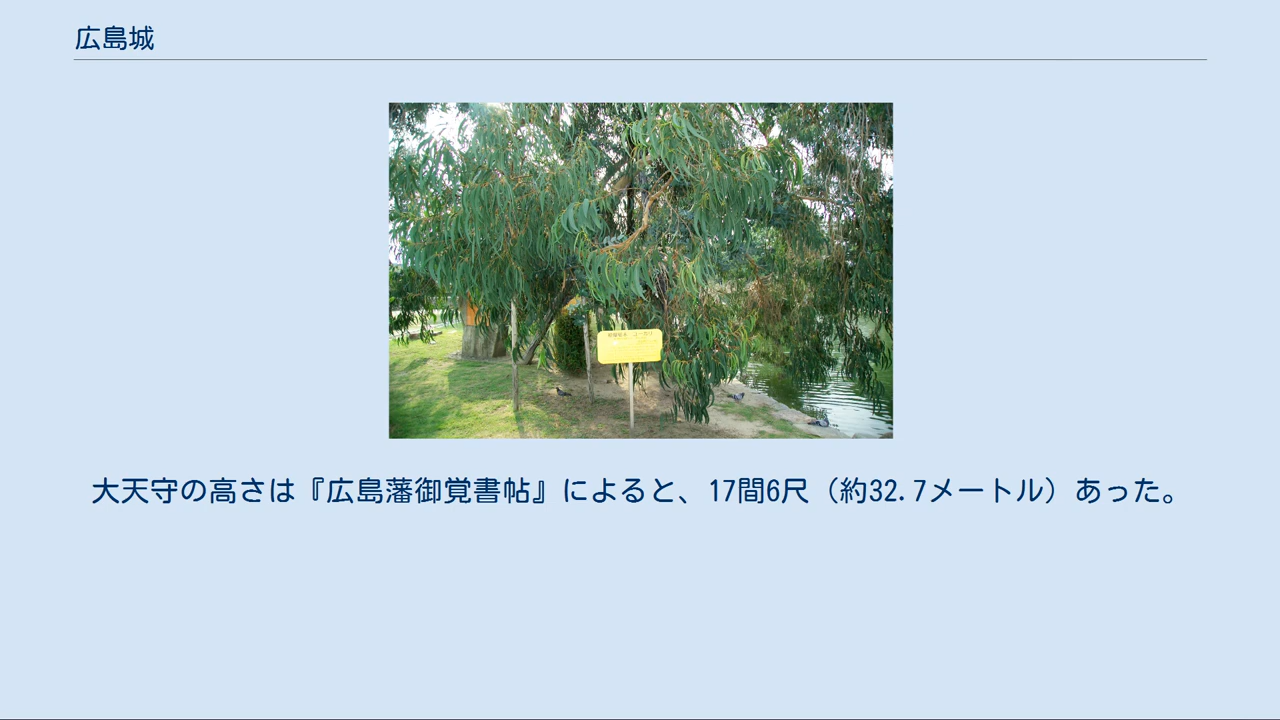 広島城
大天守の高さは『広島藩御覚書帖』によると、17間6尺（約32.7メートル）あった。